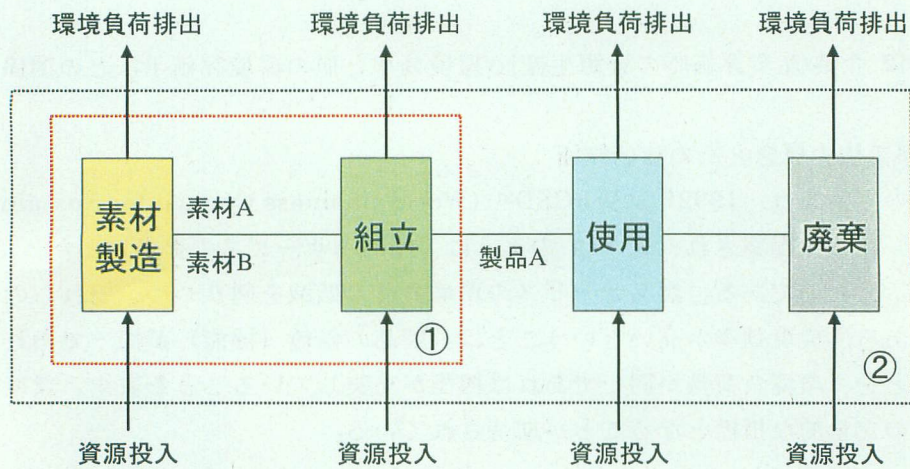 環境負荷排出 環境負荷排出 環境負荷排出 環境負荷排出
素材
製造
素材A
素材B
組立
製品A
使用
廃棄
①
②
資源投入 資源投入 資源投入 資源投入